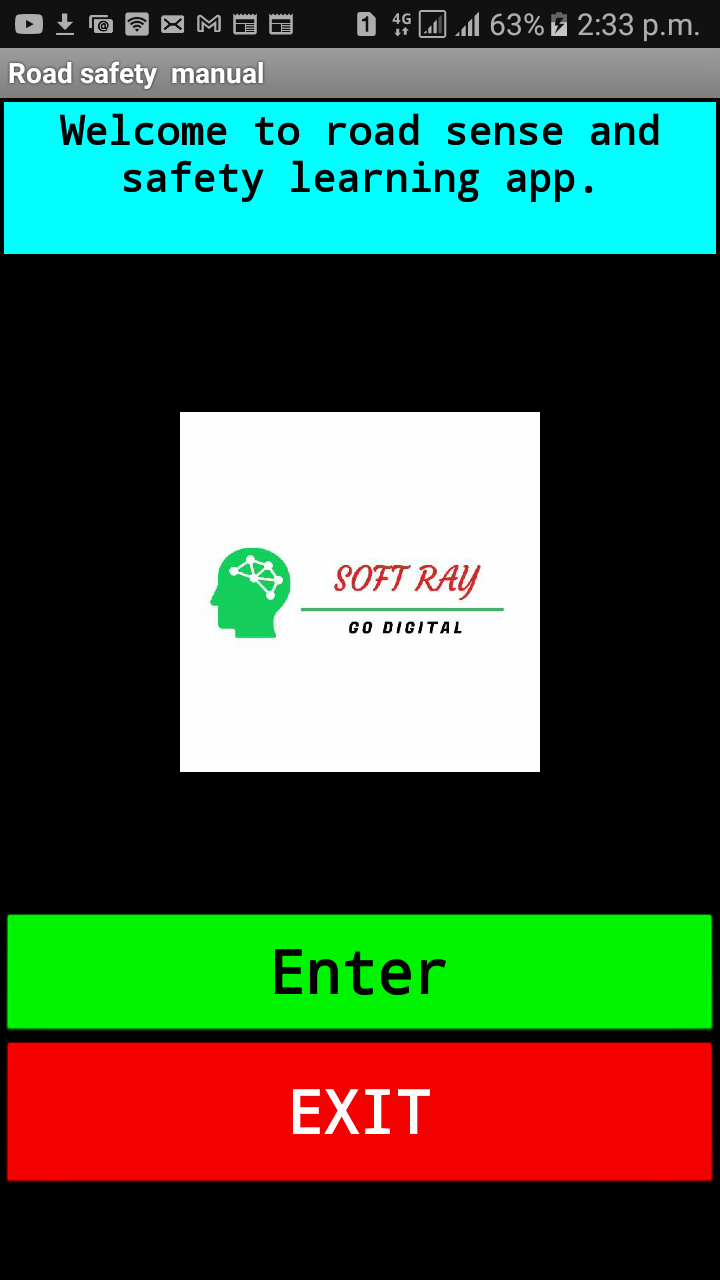 1 4G 63% 2:33 p.m.
Road safety manual
Welcome to road sense and
safety learning app.
SOFT RAY
GO DIGITAL
Enter
EXIT